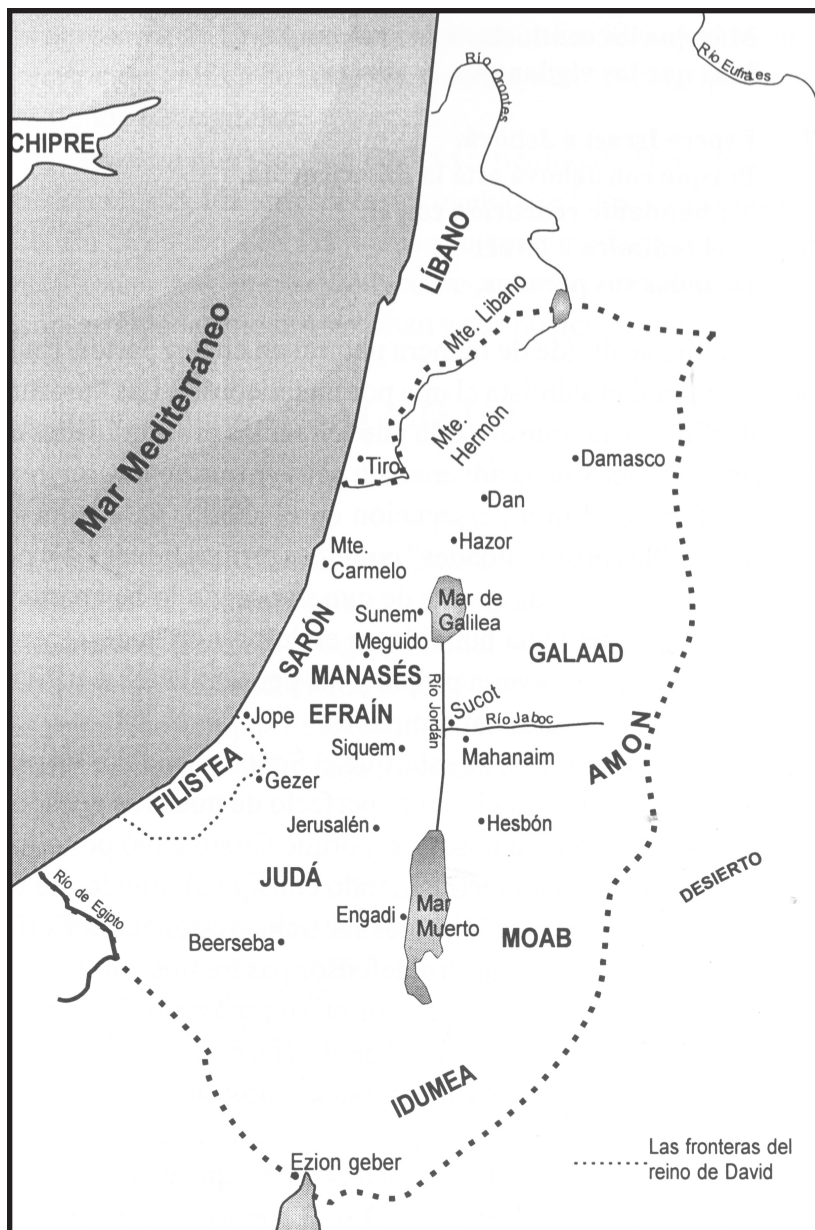 Río Orontes
Río Eufrates
CHIPRE
LÍBANO
Mar Mediterráneo
Mte. Libano
Mte.
Hermón
Tiro
Damasco
Dan
Hazor
Mte.
Carmelo
Mar de
Galilea
Sunem
Meguido
SARÓN
GALAAD
MANASÉS
EFRAÍN
Río Jordán
Sucot
Río Jaboc
Jope
Siquem
Mahanaim
AMON
FILISTEA
Gezer
Jerusalén
Hesbón
JUDÁ
DESIERTO
Río de Egipto
Engadi
Mar
Muerto
Beerseba
MOAB
IDUMEA
Ezion geber
Las fronteras del
reino de David